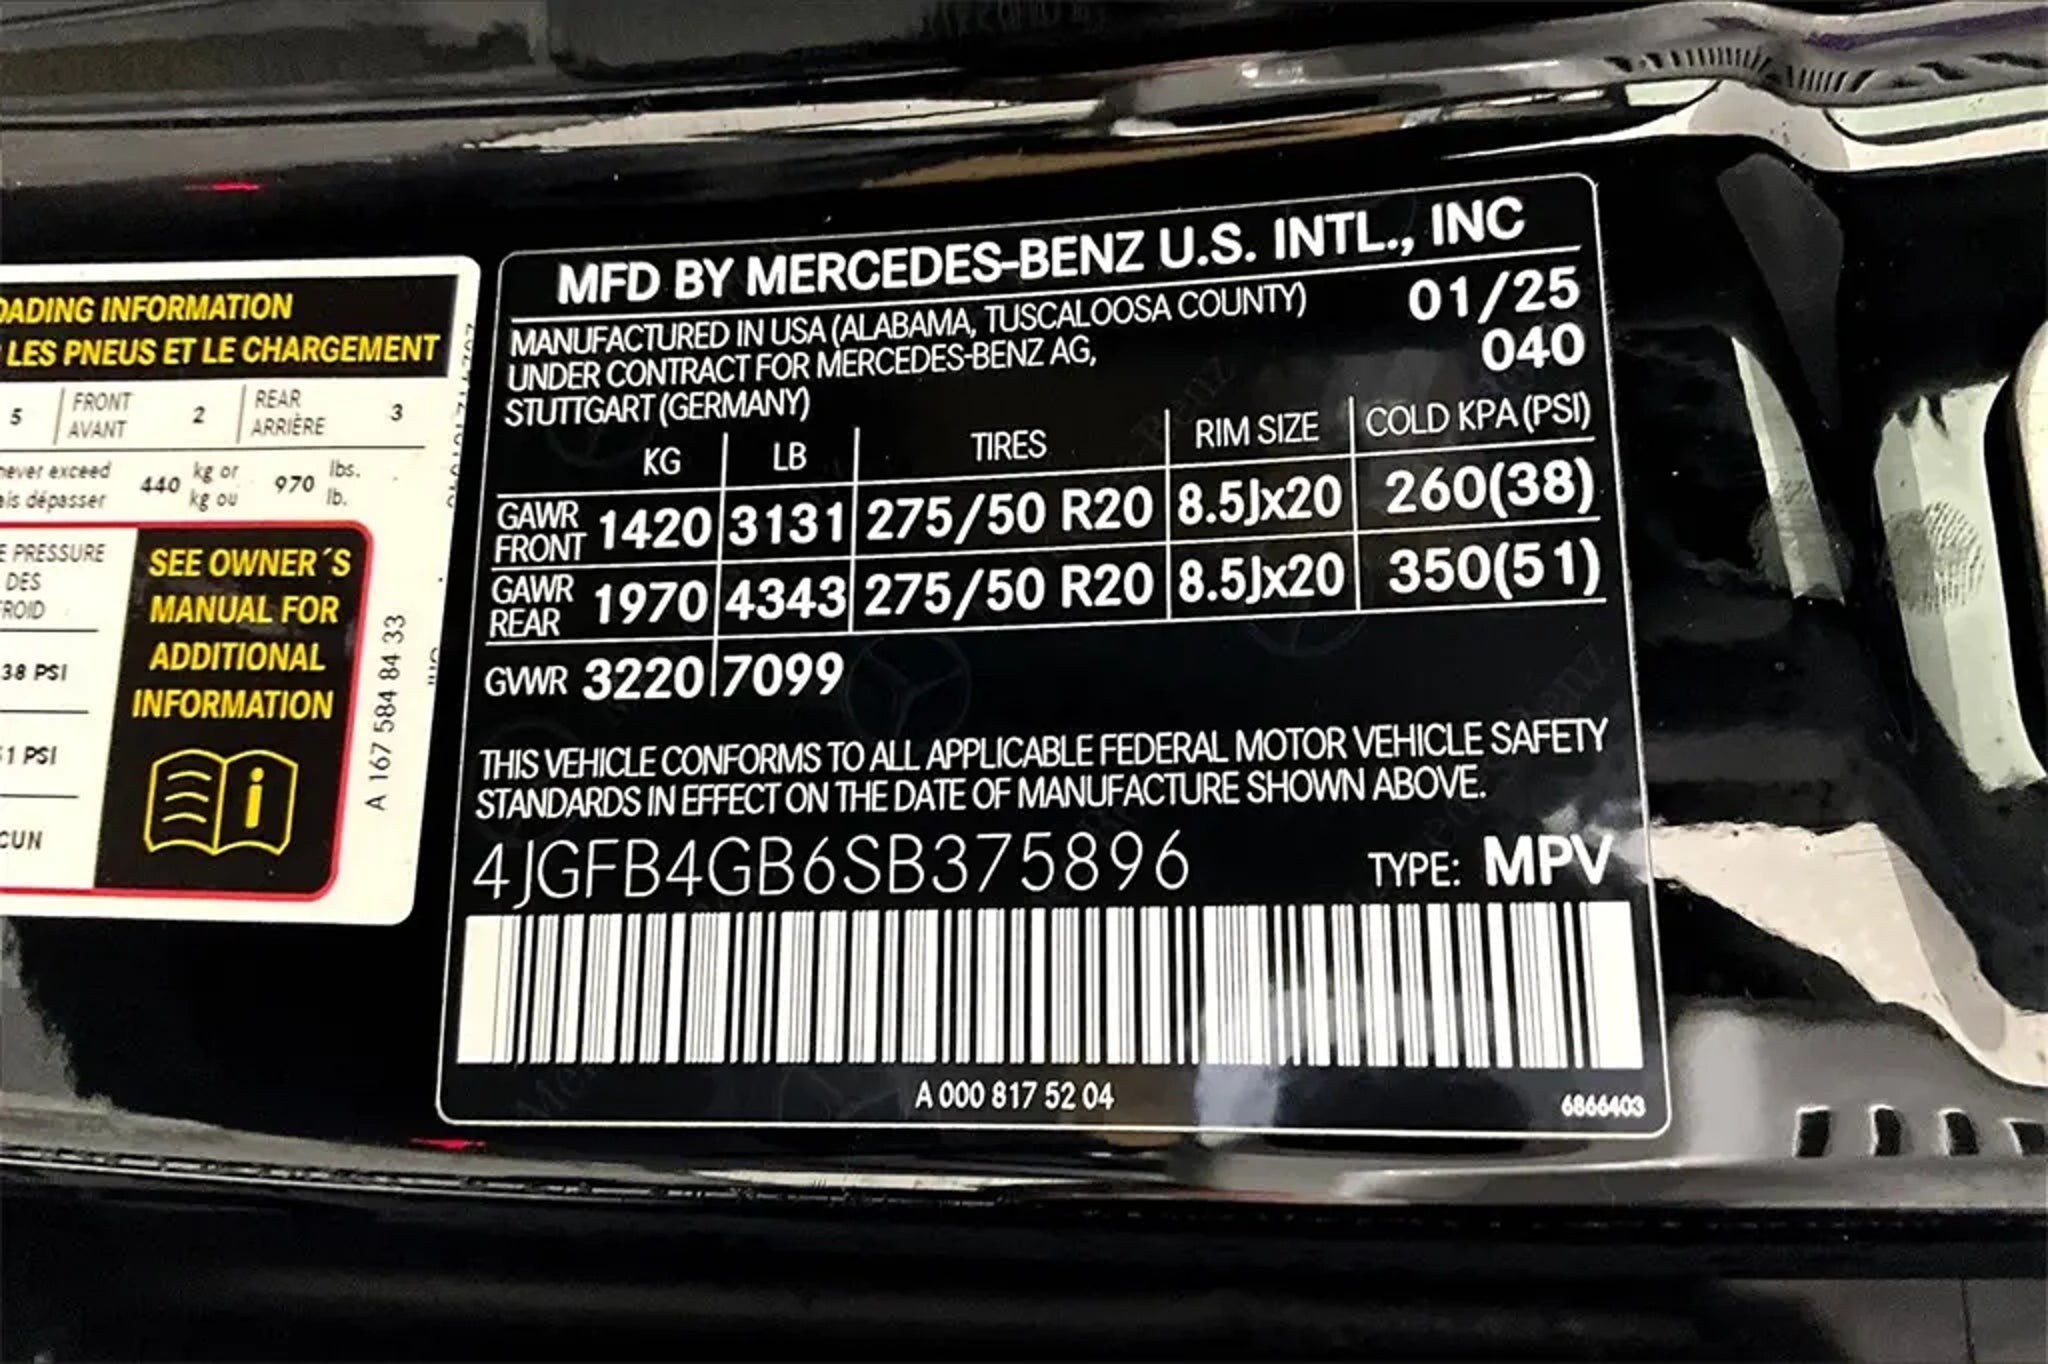 OADING INFORMATION
LES PNEUS ET LE CHARGEMENT
5 FRONT AVANT 2 REAR ARRIÈRE 3
never exceed 440 kg or 970 lbs.
dépasser kg ou lb.
PRESSURE
DES
ROID
38 PSI
1 PSI
CUN
SEE OWNER´S
MANUAL FOR
ADDITIONAL
INFORMATION
A 167 584 84 33
MFD BY MERCEDES-BENZ U.S. INTL., INC
MANUFACTURED IN USA (ALABAMA, TUSCALOOSA COUNTY) 01/25
UNDER CONTRACT FOR MERCEDES-BENZ AG, 040
STUTTGART (GERMANY)
KG LB TIRES RIM SIZE COLD KPA (PSI)
GAWR FRONT 1420 3131 275/50 R20 8.5Jx20 260(38)
GAWR REAR 1970 4343 275/50 R20 8.5Jx20 350(51)
GVWR 3220 7099
THIS VEHICLE CONFORMS TO ALL APPLICABLE FEDERAL MOTOR VEHICLE SAFETY
STANDARDS IN EFFECT ON THE DATE OF MANUFACTURE SHOWN ABOVE.
4JGFB4GB6SB375896 TYPE: MPV
A 000 817 52 04 6866403